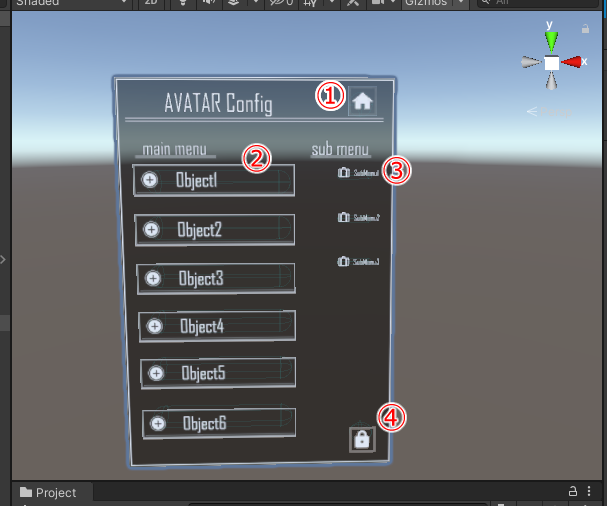 Shaded
2D
0
Gizmos
All
y
x
AVATAR Config
①
main menu
②
sub menu
③
Object1
SubMenu1
Object2
SubMenu2
Object3
SubMenu3
Object4
Object5
Object6
④
Project